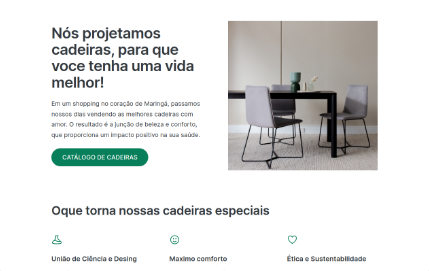 Nós projetamos
cadeiras, para que
voce tenha uma vida
melhor!
Em um shopping no coração de Maringá, passamos
nossos dias vendendo as melhores cadeiras com
amor. O resultado é a junção de beleza e conforto,
que proporciona um impacto positivo na sua saúde.
CATÁLOGO DE CADEIRAS
Oque torna nossas cadeiras especiais
União de Ciência e Desing
Maximo comforto
Ética e Sustentabilidade